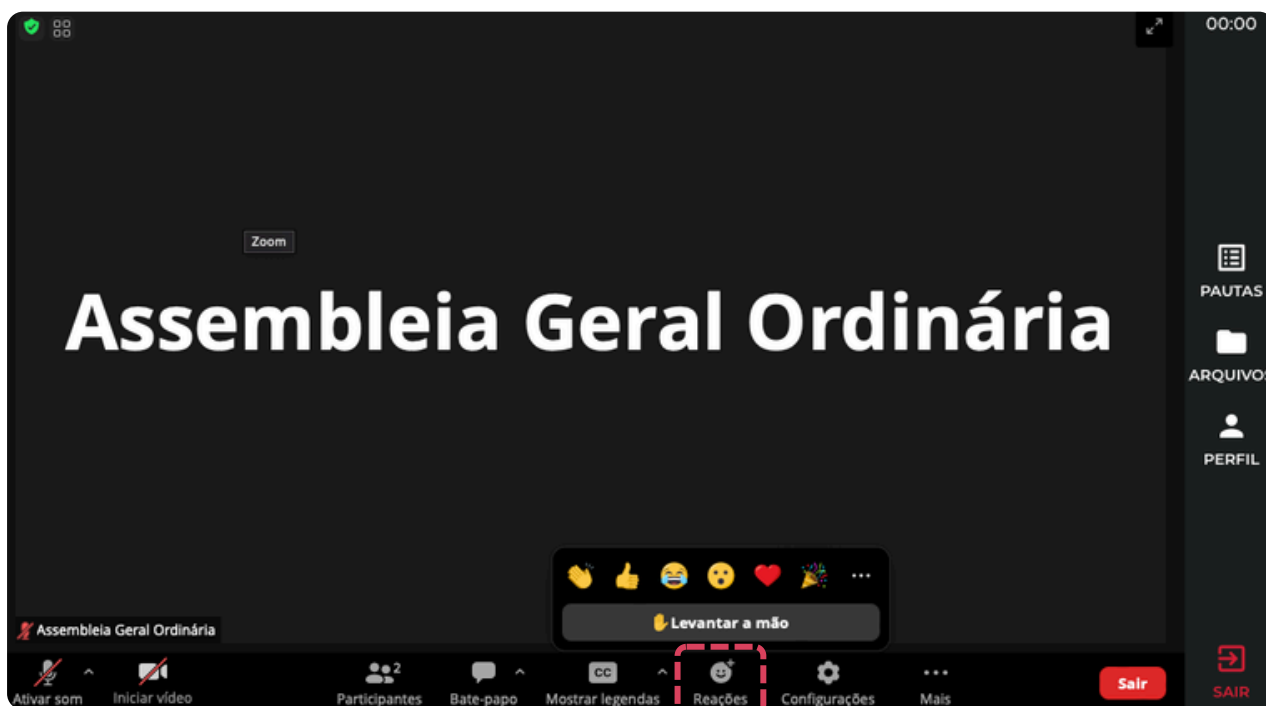 00:00
Zoom
Assembleia Geral Ordinária
PAUTAS
ARQUIVOS
PERFIL
Levantar a mão
Assembleia Geral Ordinária
2
CC
Ativar som
Iniciar vídeo
Participantes
Bate-papo
Mostrar legendas
Reações
Configurações
Mais
Sair
SAIR